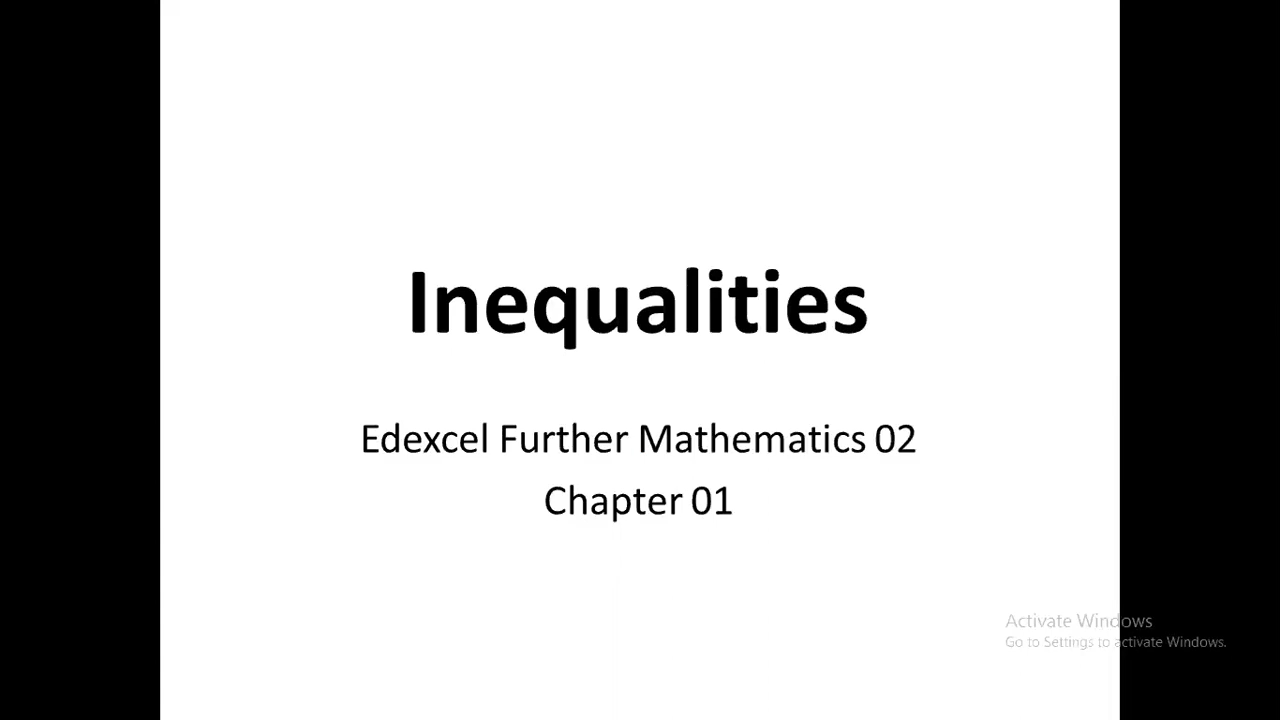 Inequalities
Edexcel Further Mathematics 02
Chapter 01
Activate Windows
Go to Settings to activate Windows.